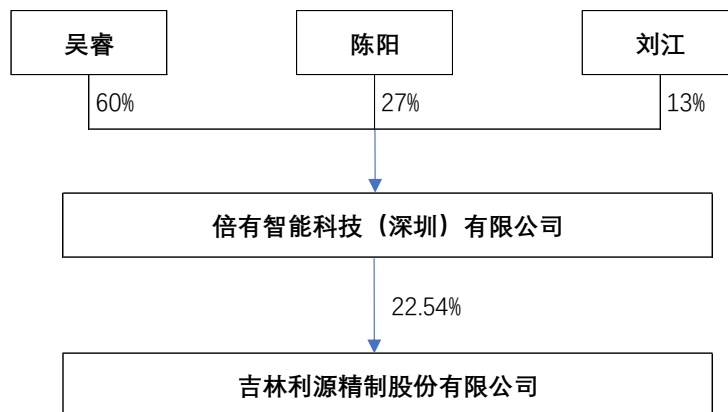 吴睿
陈阳
刘江
60%
27%
13%
倍有智能科技（深圳）有限公司
22.54%
吉林利源精制股份有限公司